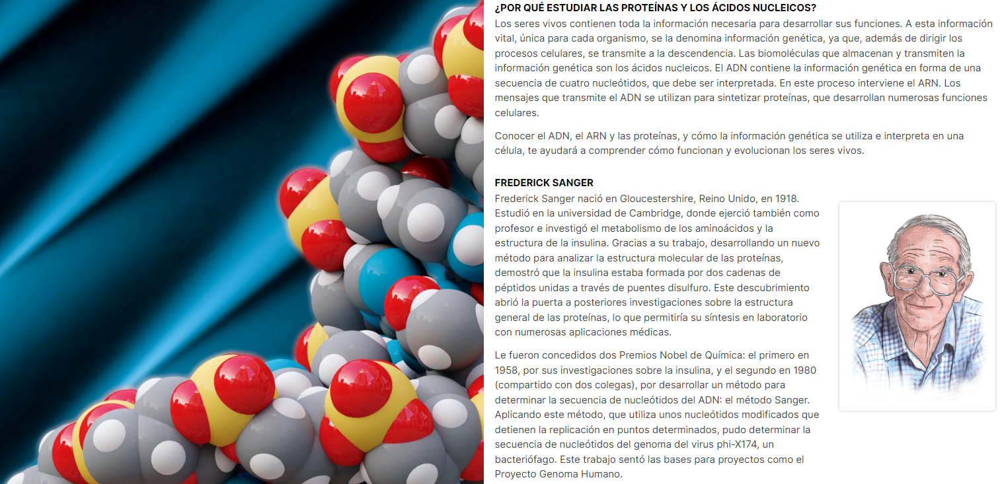 ¿POR QUÉ ESTUDIAR LAS PROTEÍNAS Y LOS ÁCIDOS NUCLEICOS?
Los seres vivos contienen toda la información necesaria para desarrollar sus funciones. A esta información
vital, única para cada organismo, se la denomina información genética, ya que, además de dirigir los
procesos celulares, se transmite a la descendencia. Las biomoléculas que almacenan y transmiten la
información genética son los ácidos nucleicos. El ADN contiene la información genética en forma de una
secuencia de cuatro nucleótidos, que debe ser interpretada. En este proceso interviene el ARN. Los
mensajes que transmite el ADN se utilizan para sintetizar proteínas, que desarrollan numerosas funciones
celulares.
Conocer el ADN, el ARN y las proteínas, y cómo la información genética se utiliza e interpreta en una
célula, te ayudará a comprender cómo funcionan y evolucionan los seres vivos.
FREDERICK SANGER
Frederick Sanger nació en Gloucestershire, Reino Unido, en 1918.
Estudió en la universidad de Cambridge, donde ejerció también como
profesor e investigó el metabolismo de los aminoácidos y la
estructura de la insulina. Gracias a su trabajo, desarrollando un nuevo
método para analizar la estructura molecular de las proteínas,
demostró que la insulina estaba formada por dos cadenas de
péptidos unidas a través de puentes disulfuro. Este descubrimiento
abrió la puerta a posteriores investigaciones sobre la estructura
general de las proteínas, lo que permitiría su síntesis en laboratorio
con numerosas aplicaciones médicas.
Le fueron concedidos dos Premios Nobel de Química: el primero en
1958, por sus investigaciones sobre la insulina, y el segundo en 1980
(compartido con dos colegas), por desarrollar un método para
determinar la secuencia de nucleótidos del ADN: el método Sanger.
Aplicando este método, que utiliza unos nucleótidos modificados que
detienen la replicación en puntos determinados, pudo determinar la
secuencia de nucleótidos del genoma del virus phi-X174, un
bacteriófago. Este trabajo sentó las bases para proyectos como el
Proyecto Genoma Humano.